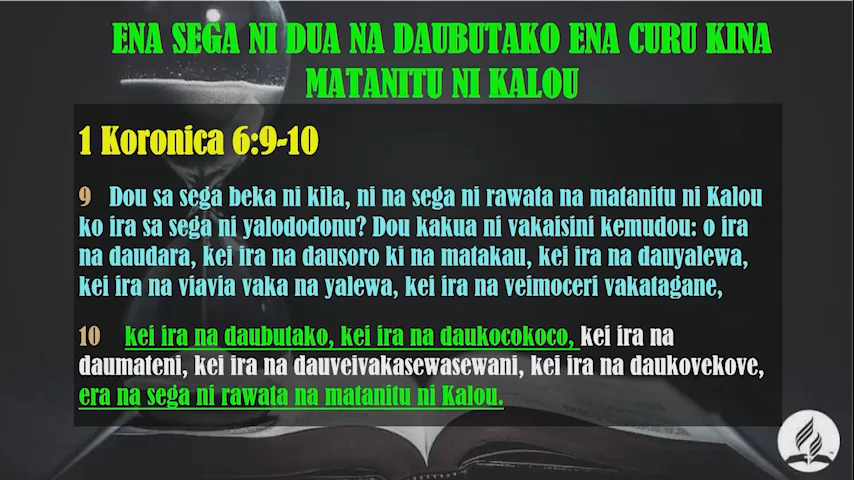 ENA SEGA NI DUA NA DAUBUTAKO ENA CURU KINA
MATANITU NI KALOU
1 Koronica 6:9-10
9 Dou sa sega beka ni kila, ni na sega ni rawata na matanitu ni Kalou
ko ira sa sega ni yalododonu? Dou kakua ni vakaisini kemudou: o ira
na daudara, kei ira na dausoro ki na matakau, kei ira na dauyalewa,
kei ira na viavia vaka na yalewa, kei ira na veimoceri vakatagane,
10 kei ira na daubutako, kei ira na daukocokoco, kei ira na
daumateni, kei ira na dauveivakasewasewani, kei ira na daukovekove,
era na sega ni rawata na matanitu ni Kalou.